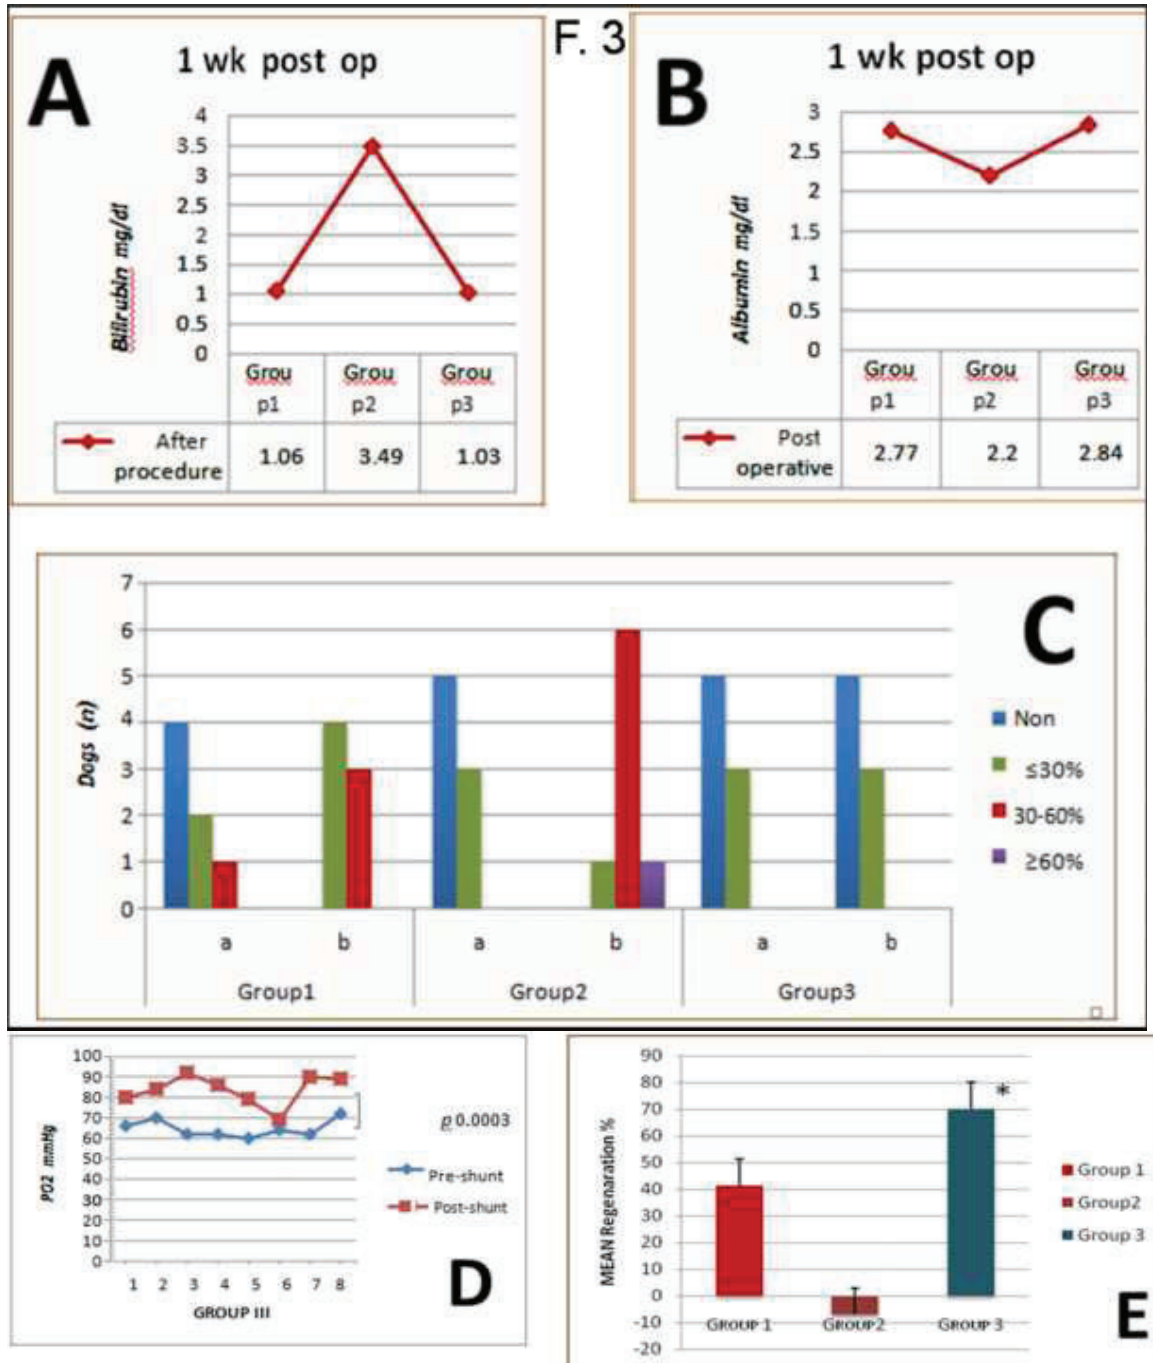 F. 3
A
1 wk post op
Bilirubin mg/dl
4
3.5
3
2.5
2
1.5
1
0.5
0
Grou Grou Grou
p1 p2 p3
After
procedure
1.06 3.49 1.03
B
1 wk post op
Albumin mg/dl
3
2.5
2
1.5
1
0.5
0
Grou Grou Grou
p1 p2 p3
Post
operative
2.77 2.2 2.84
C
Dogs (n)
7
6
5
4
3
2
1
0
a b a b a b
Group1 Group2 Group3
Non
≤30%
30-60%
≥60%
PO2 mmHg
100
90
80
70
60
50
40
30
20
10
0
1 2 3 4 5 6 7 8
GROUP III
p 0.0003
Pre-shunt
Post-shunt
D
MEAN Regenaration %
90
80
70
60
50
40
30
20
10
0
-10
-20
*
GROUP 1 GROUP2 GROUP 3
Group 1
Group2
Group 3
E